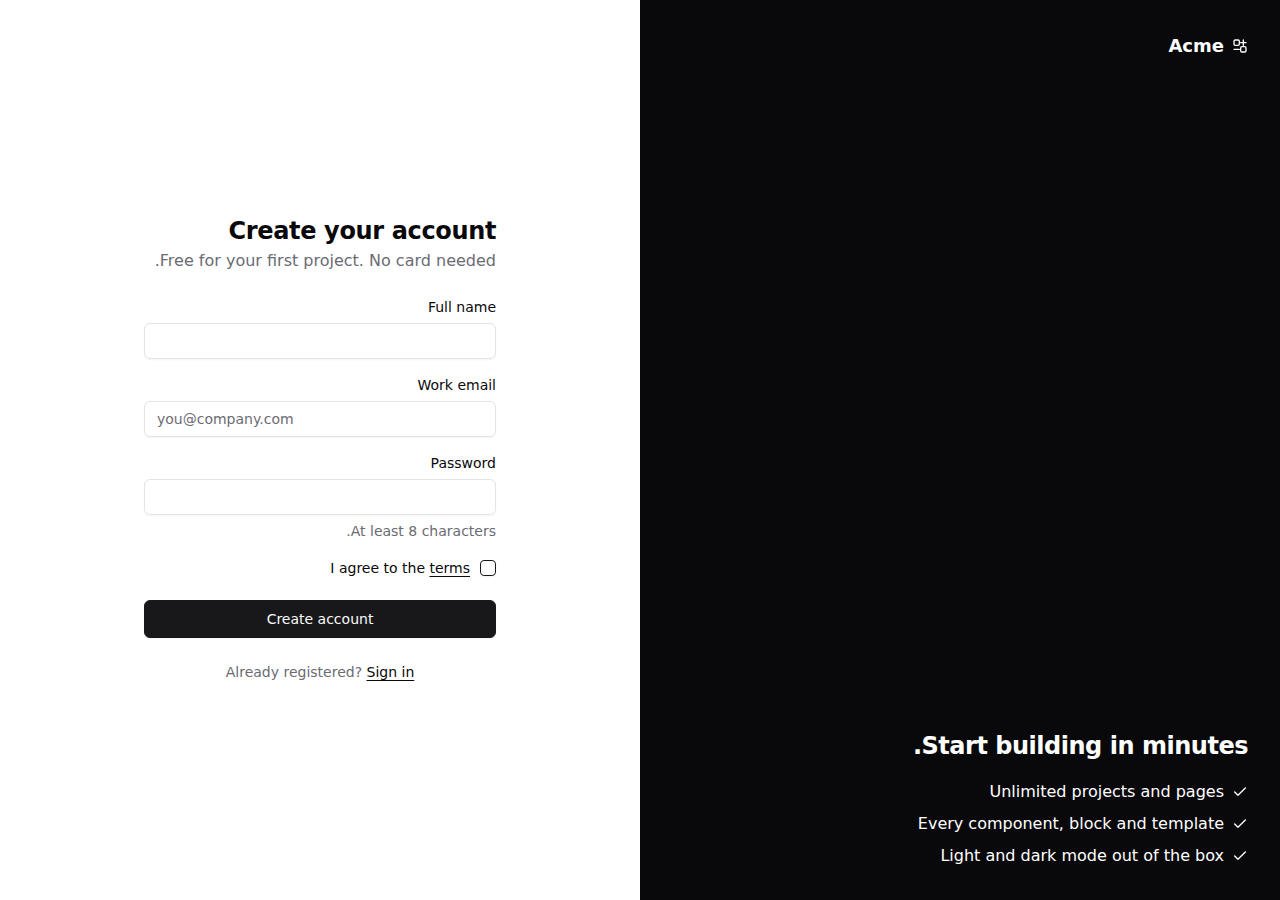 Acme
Start building in minutes.
Unlimited projects and pages
Every component, block and template
Light and dark mode out of the box
Create your account
Free for your first project. No card needed.
Full name
Work email
you@company.com
Password
At least 8 characters.
I agree to the terms
Create account
Already registered? Sign in